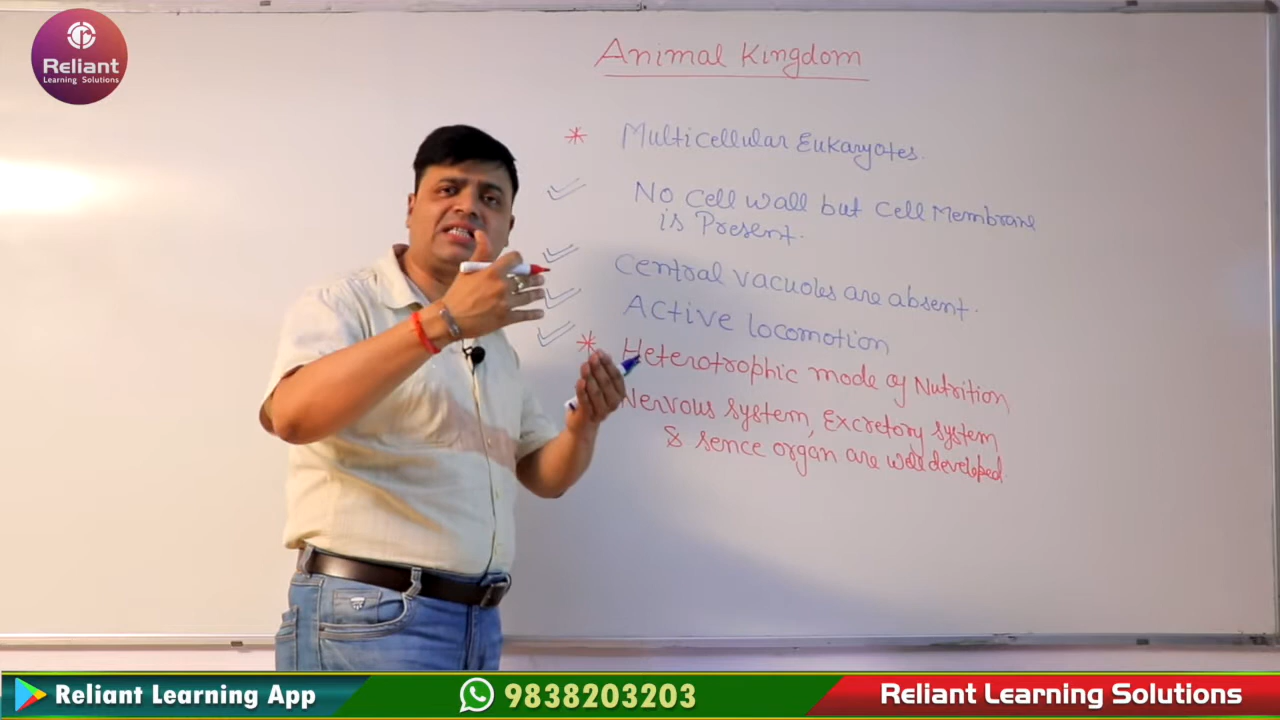 Reliant
Learning Solutions
Animal Kingdom
* Multicellular Eukaryotes.
No Cell Wall but Cell Membrane
is Present.
Central Vacuoles are absent.
Active locomotion
* Heterotrophic mode of Nutrition
Nervous system, Excretory system
& sence organ are well developed.
Reliant Learning App
9838203203
Reliant Learning Solutions